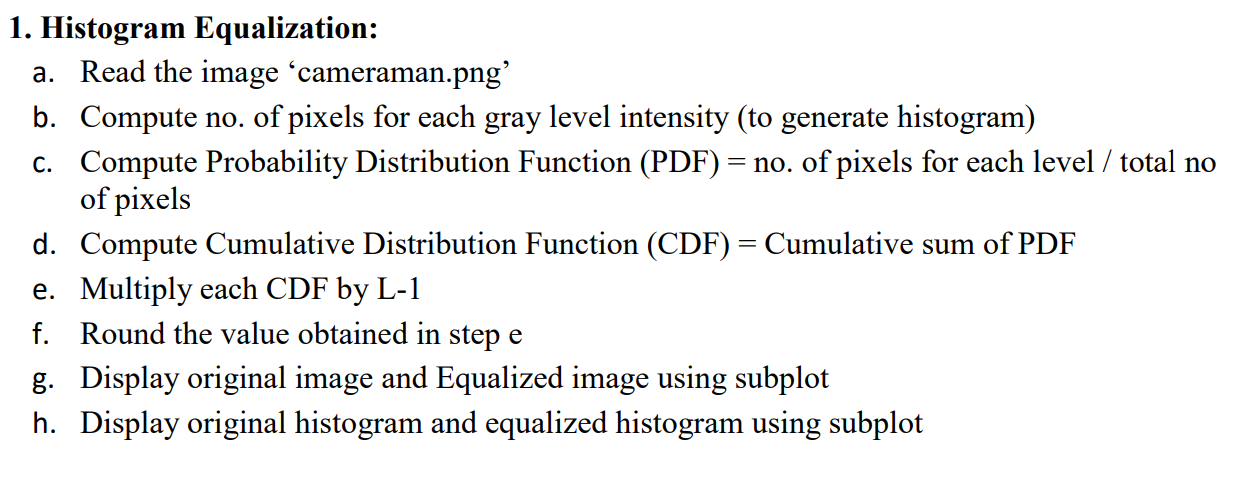 1. Histogram Equalization:
a. Read the image ‘cameraman.png’
b. Compute no. of pixels for each gray level intensity (to generate histogram)
c. Compute Probability Distribution Function (PDF) = no. of pixels for each level / total no
of pixels
d. Compute Cumulative Distribution Function (CDF) = Cumulative sum of PDF
e. Multiply each CDF by L-1
f. Round the value obtained in step e
g. Display original image and Equalized image using subplot
h. Display original histogram and equalized histogram using subplot